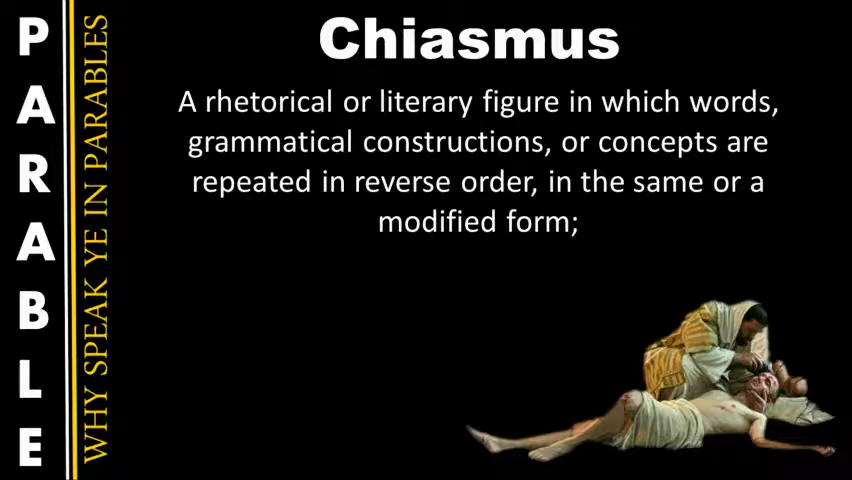 PARABLE
WHY SPEAK YE IN PARABLES
Chiasmus
A rhetorical or literary figure in which words,
grammatical constructions, or concepts are
repeated in reverse order, in the same or a
modified form;